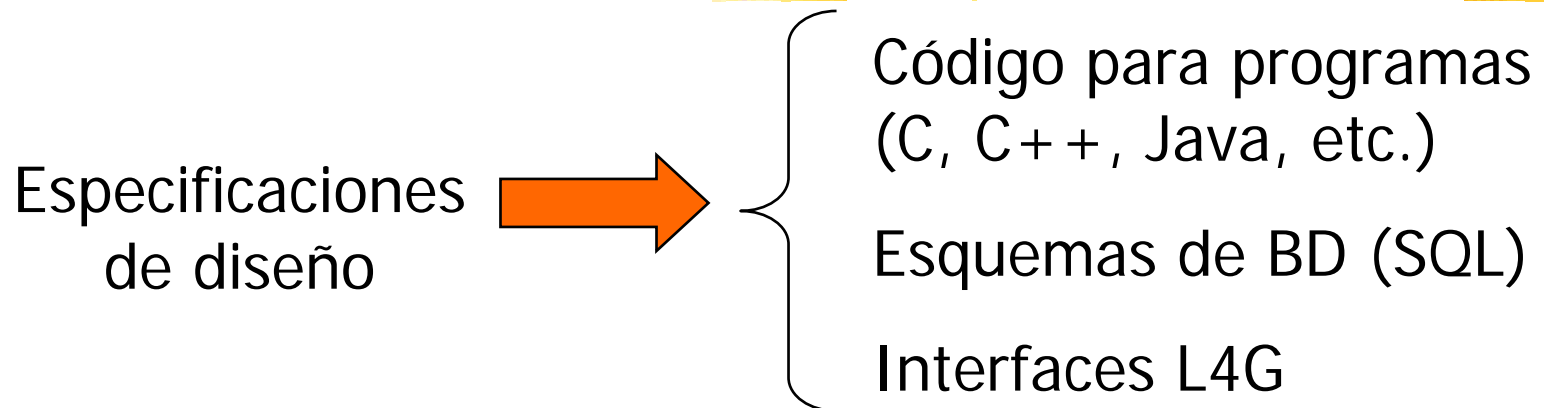 Especificaciones
de diseño
Código para programas
(C, C++, Java, etc.)
Esquemas de BD (SQL)
Interfaces L4G